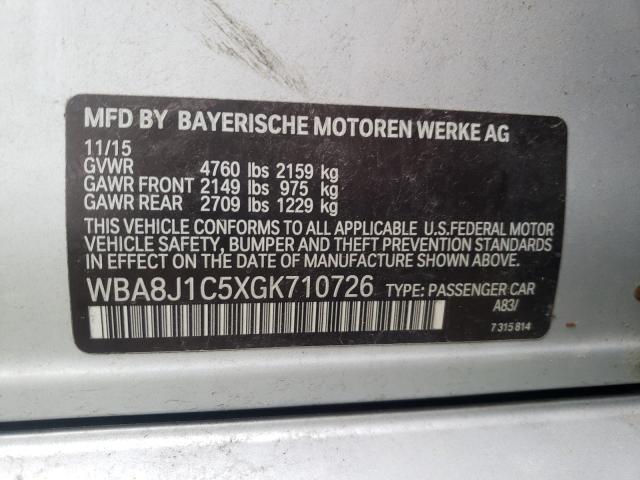 MFD BY BAYERISCHE MOTOREN WERKE AG
11/15
GVWR 4760 lbs 2159 kg
GAWR FRONT 2149 lbs 975 kg
GAWR REAR 2709 lbs 1229 kg
THIS VEHICLE CONFORMS TO ALL APPLICABLE U.S.FEDERAL MOTOR
VEHICLE SAFETY, BUMPER AND THEFT PREVENTION STANDARDS
IN EFFECT ON THE DATE OF MANUFACTURE SHOWN ABOVE.
WBA8J1C5XGK710726 TYPE: PASSENGER CAR
A83/
7 315 814